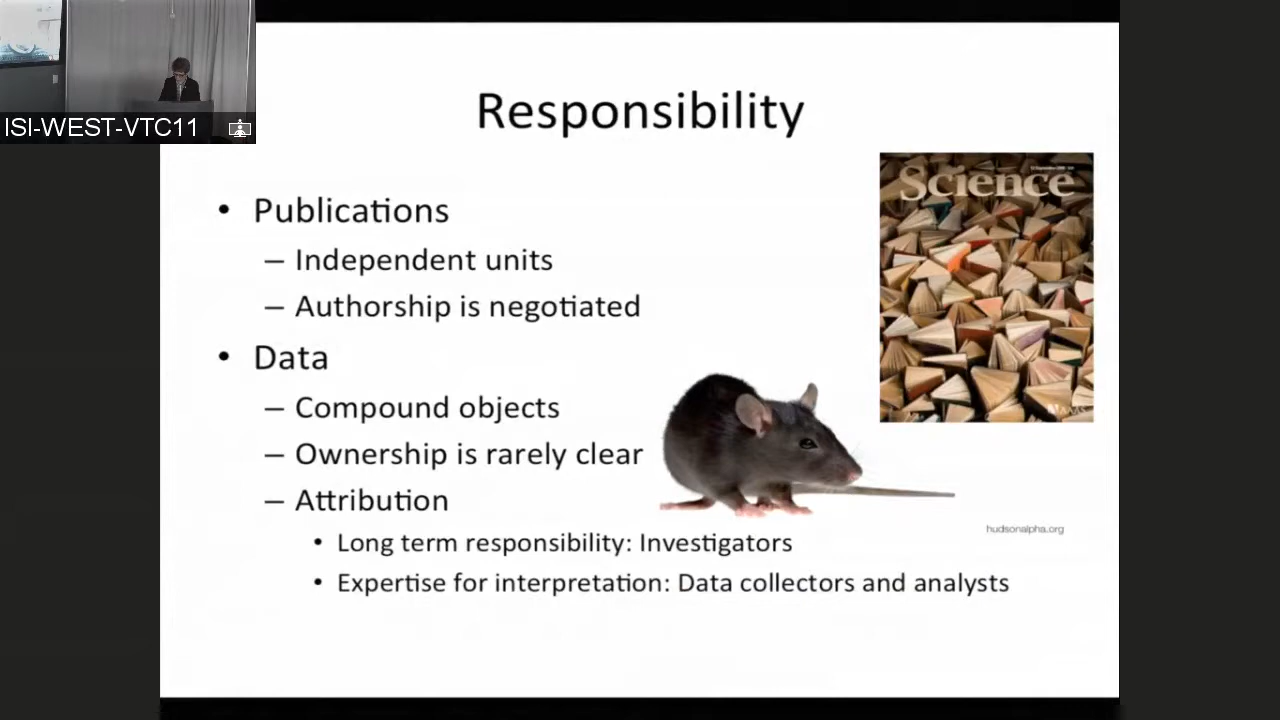 ISI-WEST-VTC11
Responsibility
Science
• Publications
– Independent units
– Authorship is negotiated
• Data
– Compound objects
– Ownership is rarely clear
– Attribution
hudsonalpha.org
• Long term responsibility: Investigators
• Expertise for interpretation: Data collectors and analysts